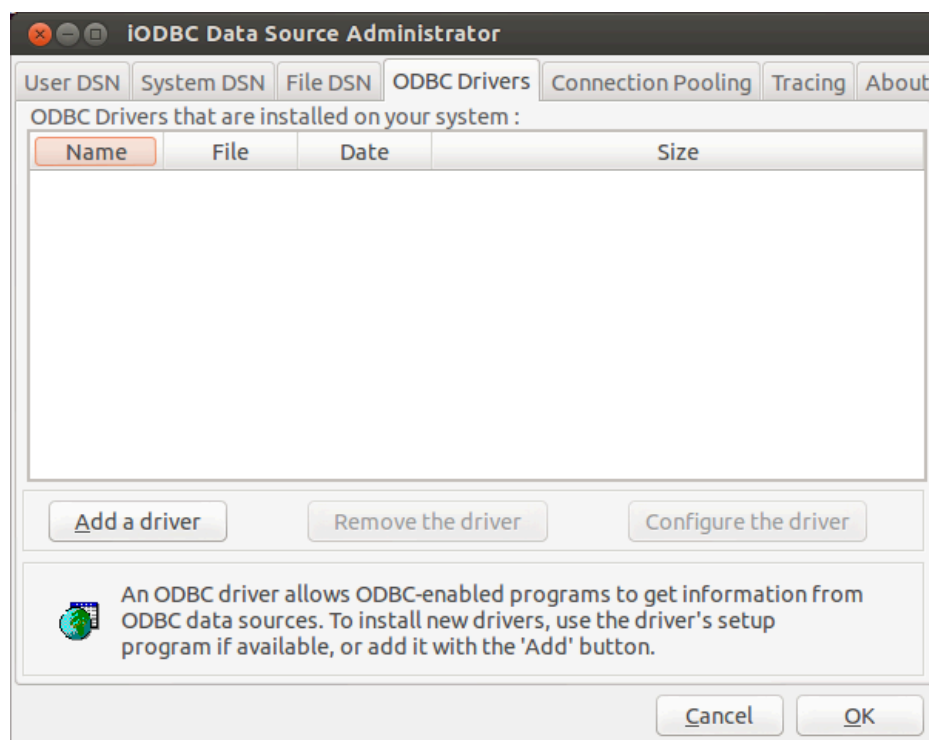 iODBC Data Source Administrator
User DSN System DSN File DSN ODBC Drivers Connection Pooling Tracing About
ODBC Drivers that are installed on your system :
Name File Date Size
Add a driver Remove the driver Configure the driver
An ODBC driver allows ODBC-enabled programs to get information from
ODBC data sources. To install new drivers, use the driver's setup
program if available, or add it with the 'Add' button.
Cancel OK